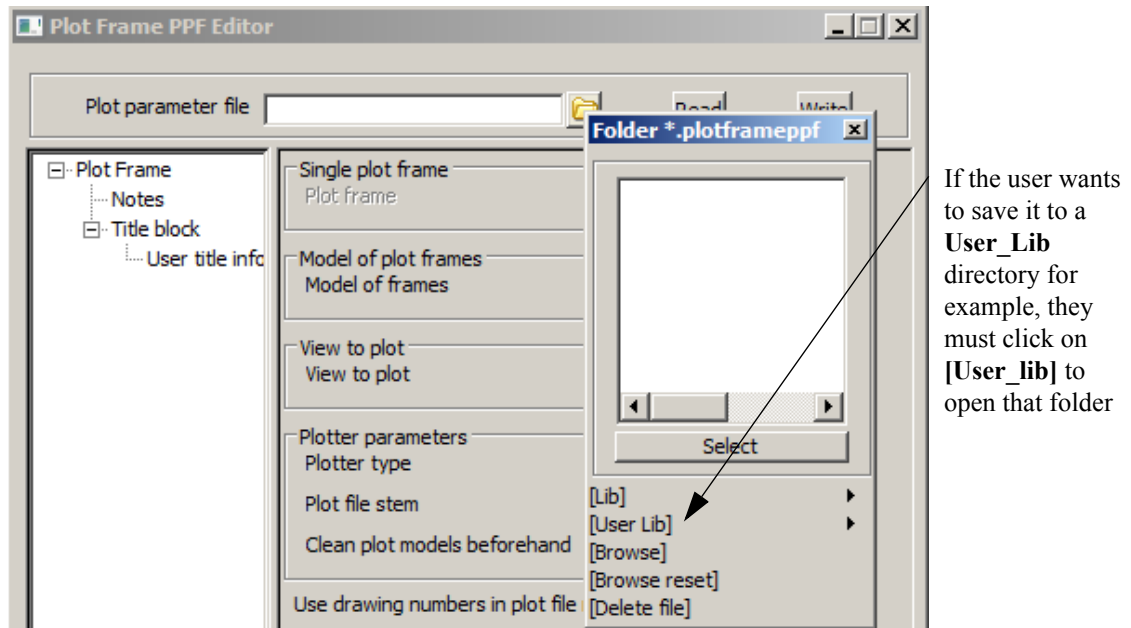 Plot Frame PPF Editor
Plot parameter file
Read
Write
Folder *.plotframeppf
Plot Frame
Notes
Title block
User title info
Single plot frame
Plot frame
Model of plot frames
Model of frames
View to plot
View to plot
Plotter parameters
Plotter type
Plot file stem
Clean plot models beforehand
Use drawing numbers in plot file
Select
[Lib]
[User Lib]
[Browse]
[Browse reset]
[Delete file]
If the user wants
to save it to a
User_Lib
directory for
example, they
must click on
[User_lib] to
open that folder